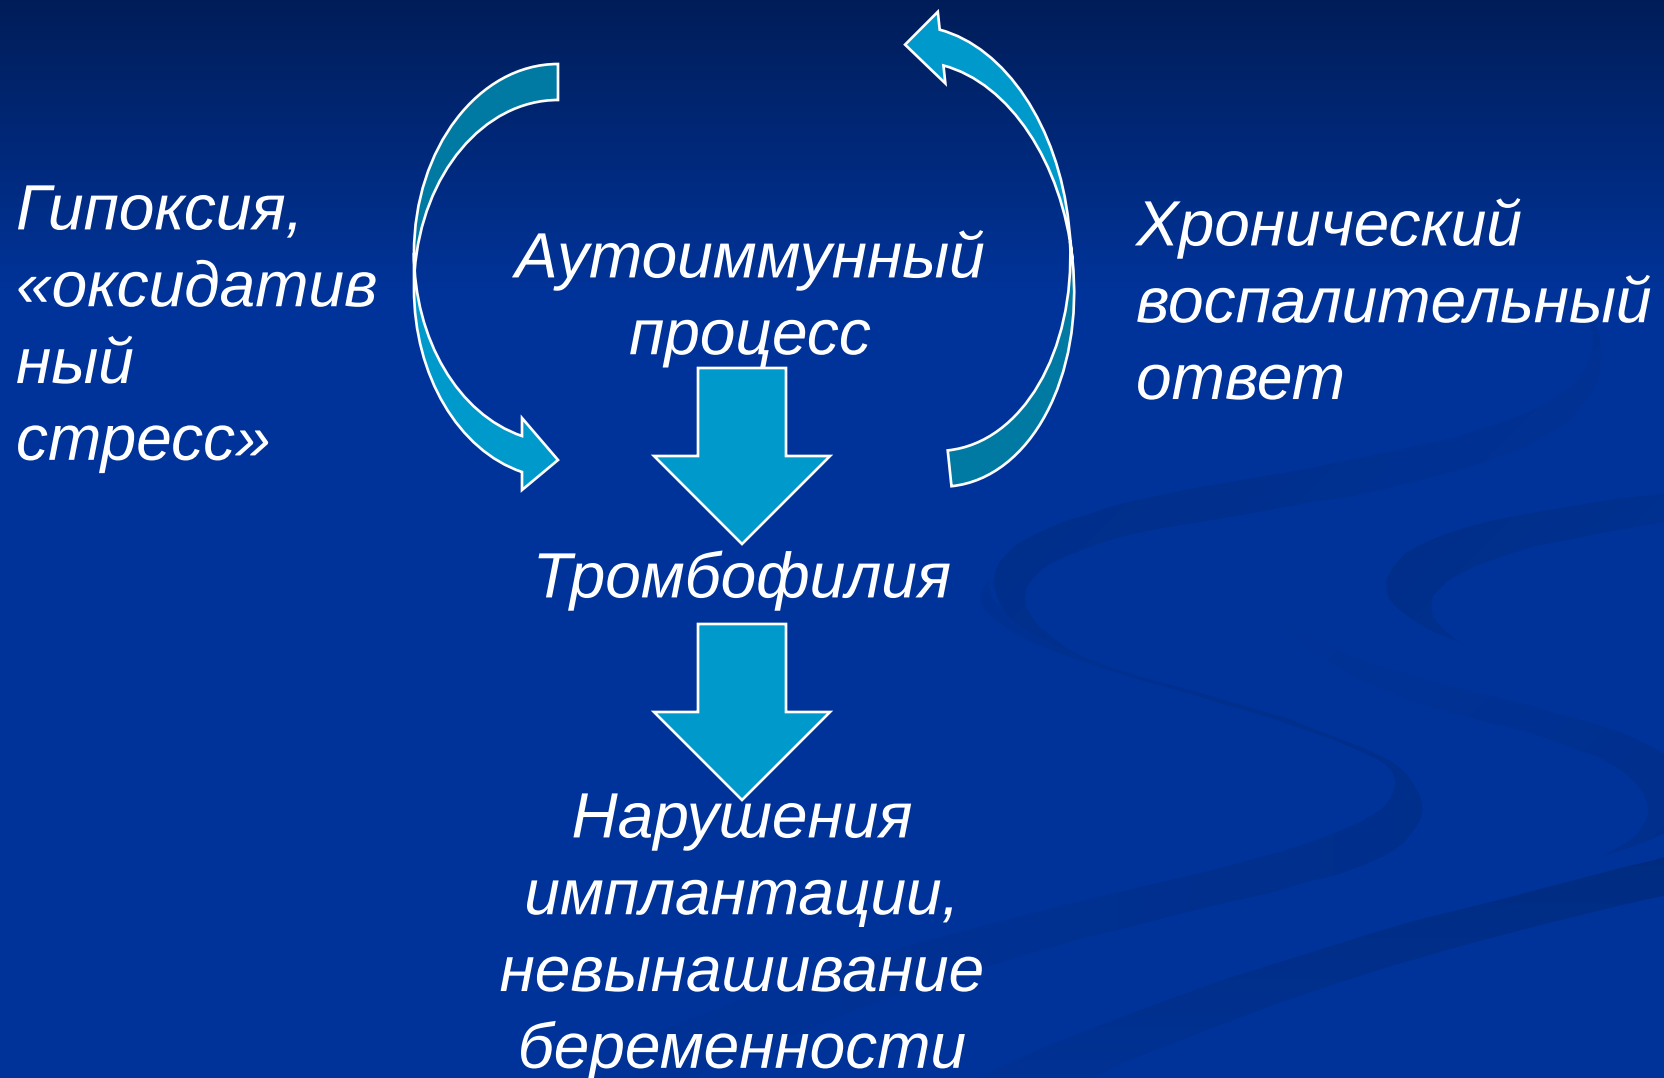 Гипоксия,
«оксидатив
ный
стресс»
Аутоиммунный
процесс
Хронический
воспалительный
ответ
Тромбофилия
Нарушения
имплантации,
невынашивание
беременности